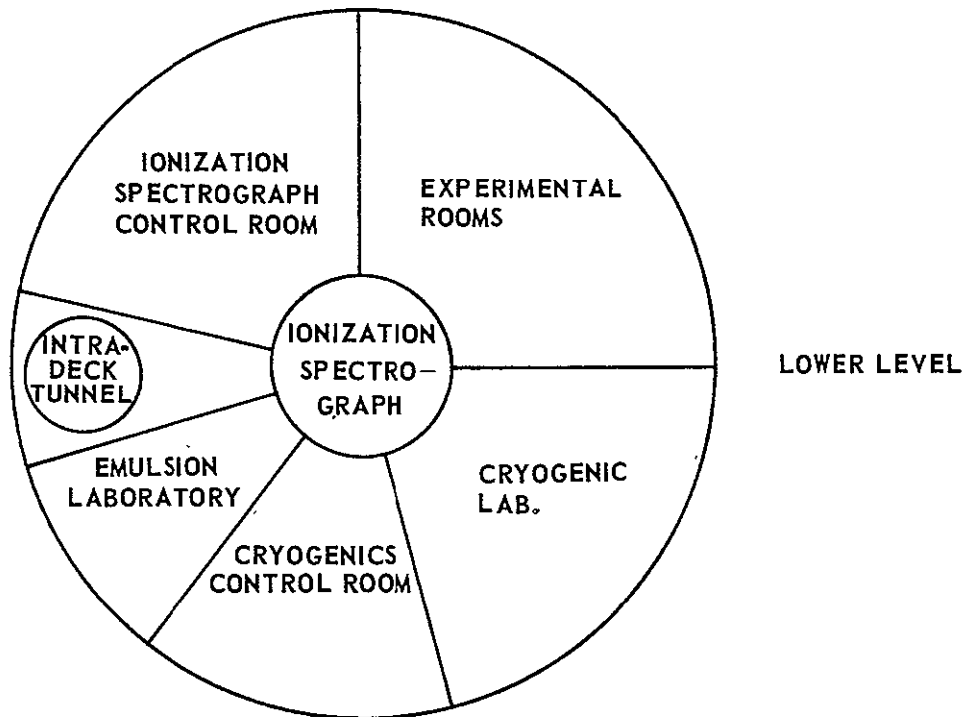 IONIZATION
SPECTROGRAPH
CONTROL ROOM
EXPERIMENTAL
ROOMS
IONIZATION
SPECTRO-
GRAPH
INTRA-
DECK
TUNNEL
LOWER LEVEL
EMULSION
LABORATORY
CRYOGENIC
LAB.
CRYOGENICS
CONTROL ROOM